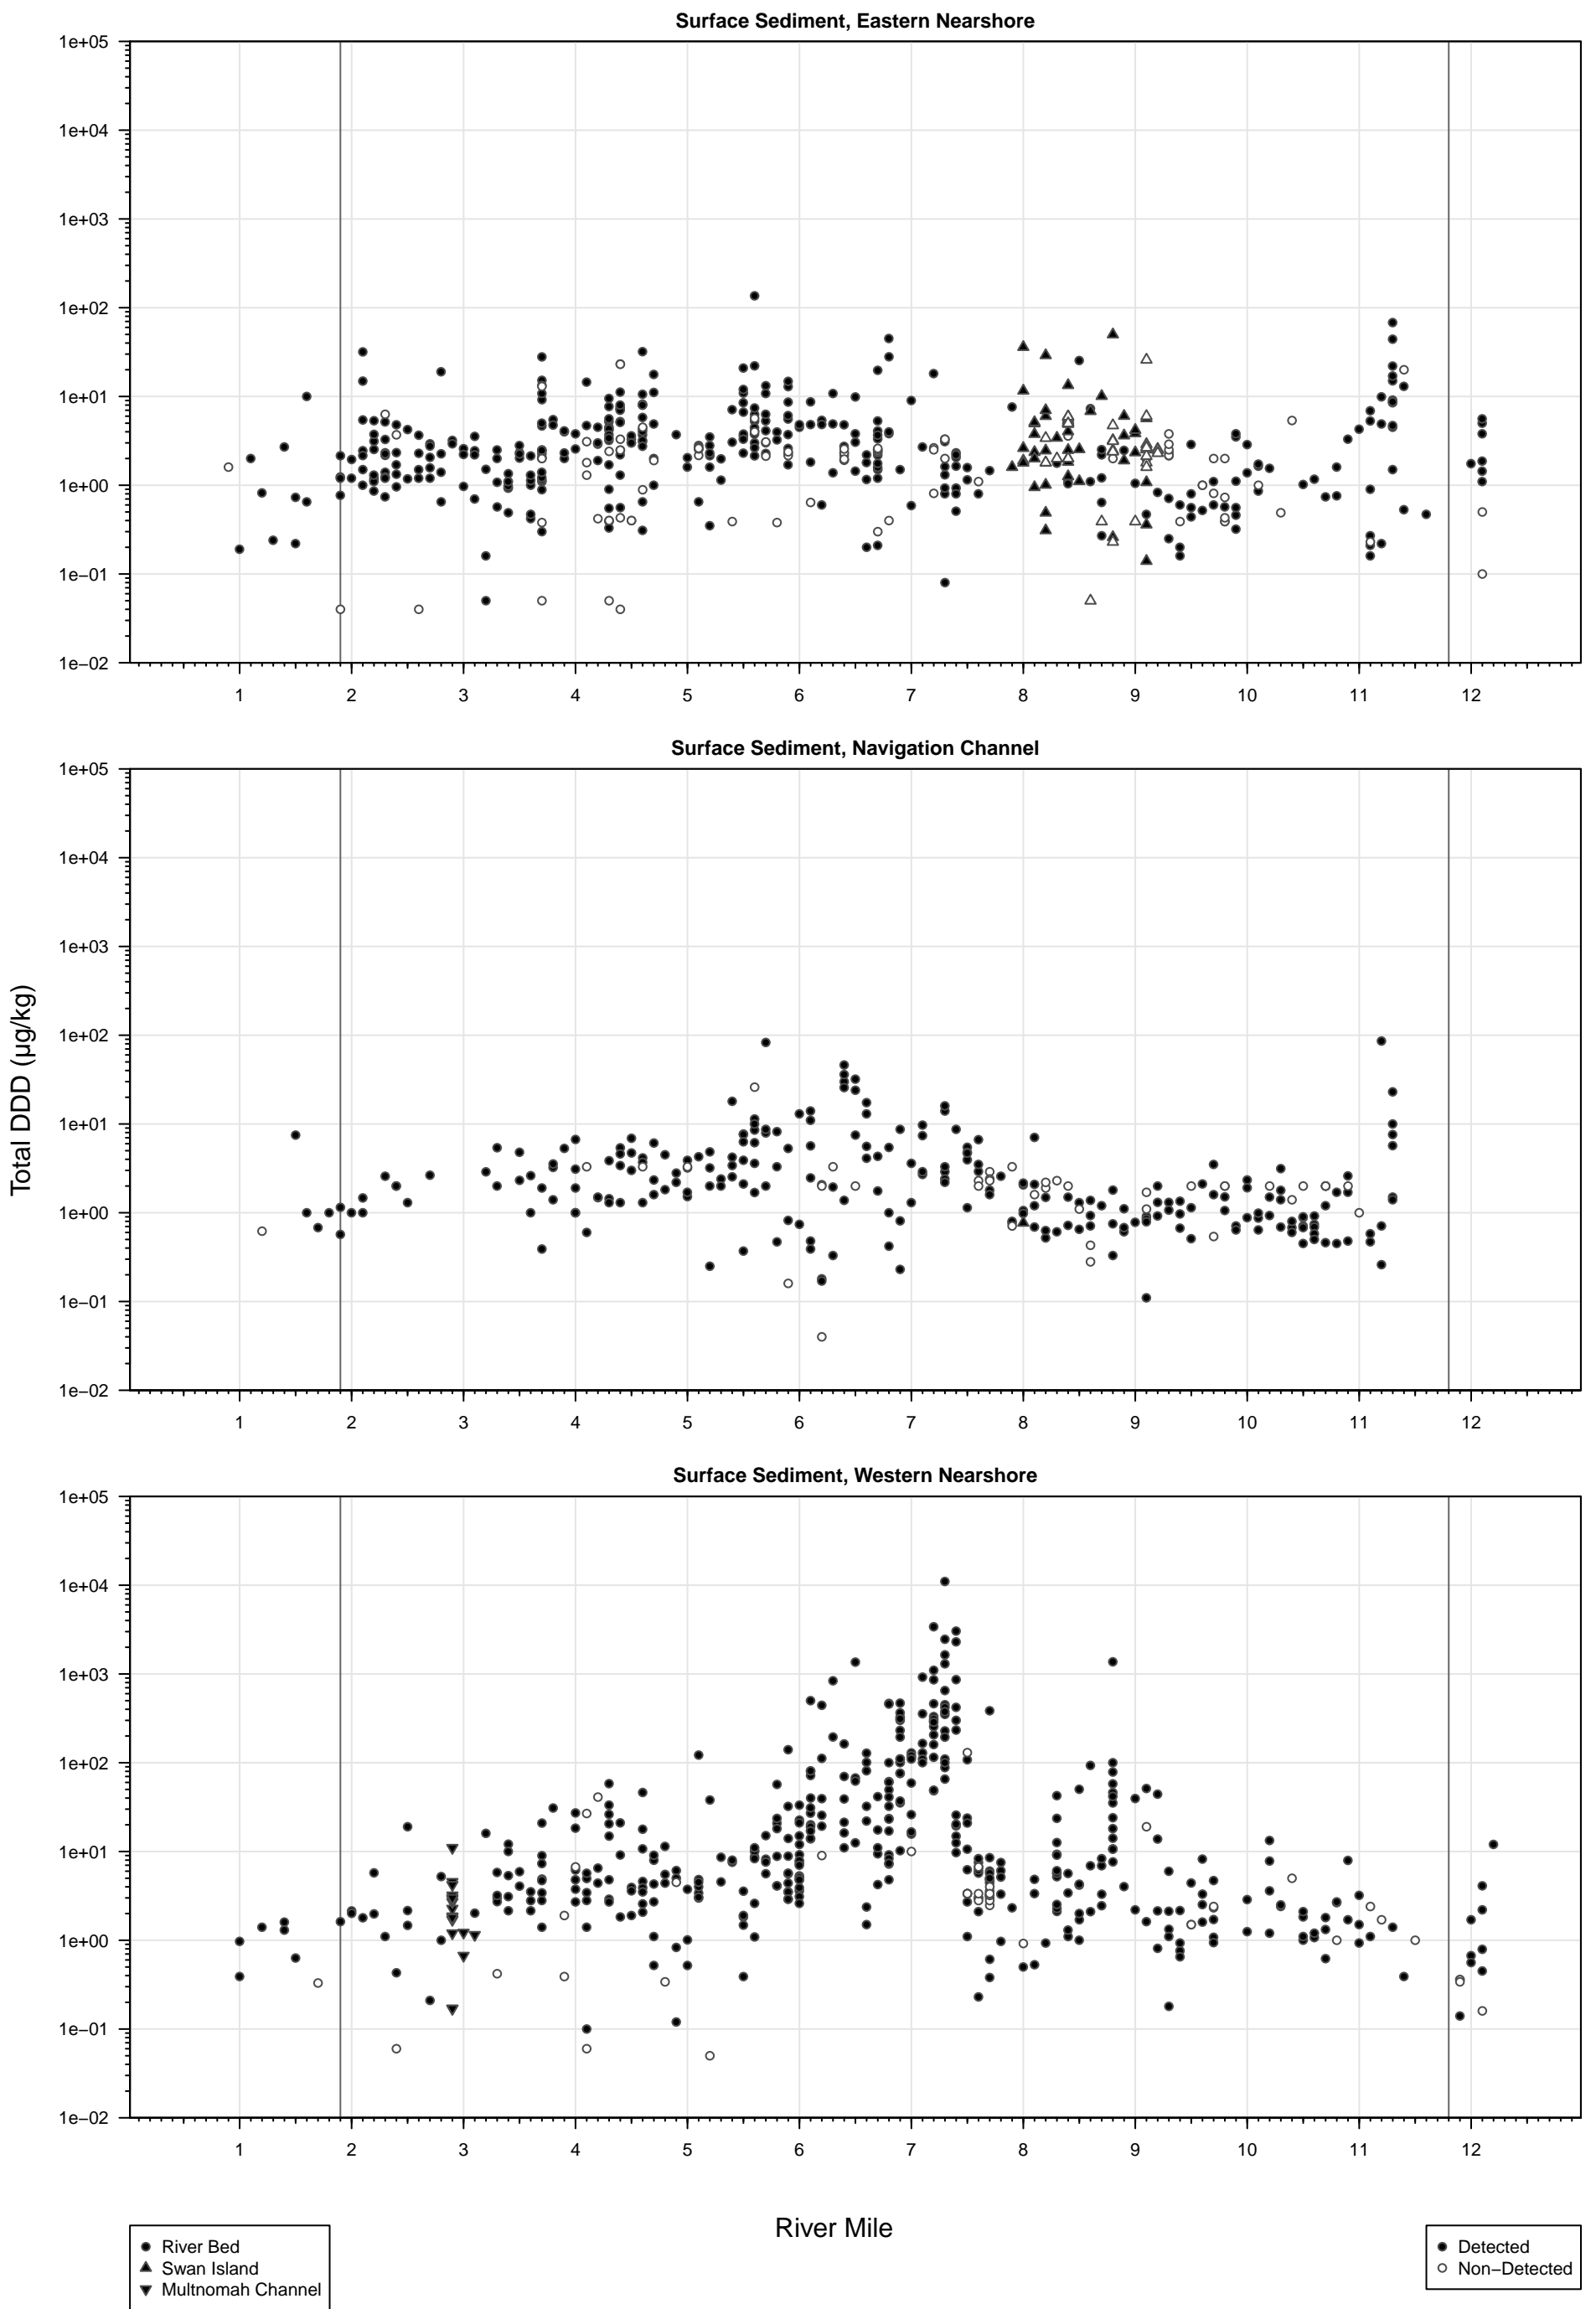 Surface Sediment, Eastern Nearshore
1e+05
1e+04
1e+03
1e+02
1e+01
1e+00
1e−01
1e−02
1 2 3 4 5 6 7 8 9 10 11 12
Surface Sediment, Navigation Channel
Total DDD (µg/kg)
1e+05
1e+04
1e+03
1e+02
1e+01
1e+00
1e−01
1e−02
1 2 3 4 5 6 7 8 9 10 11 12
Surface Sediment, Western Nearshore
1e+05
1e+04
1e+03
1e+02
1e+01
1e+00
1e−01
1e−02
1 2 3 4 5 6 7 8 9 10 11 12
River Mile
River Bed
Swan Island
Multnomah Channel
Detected
Non−Detected